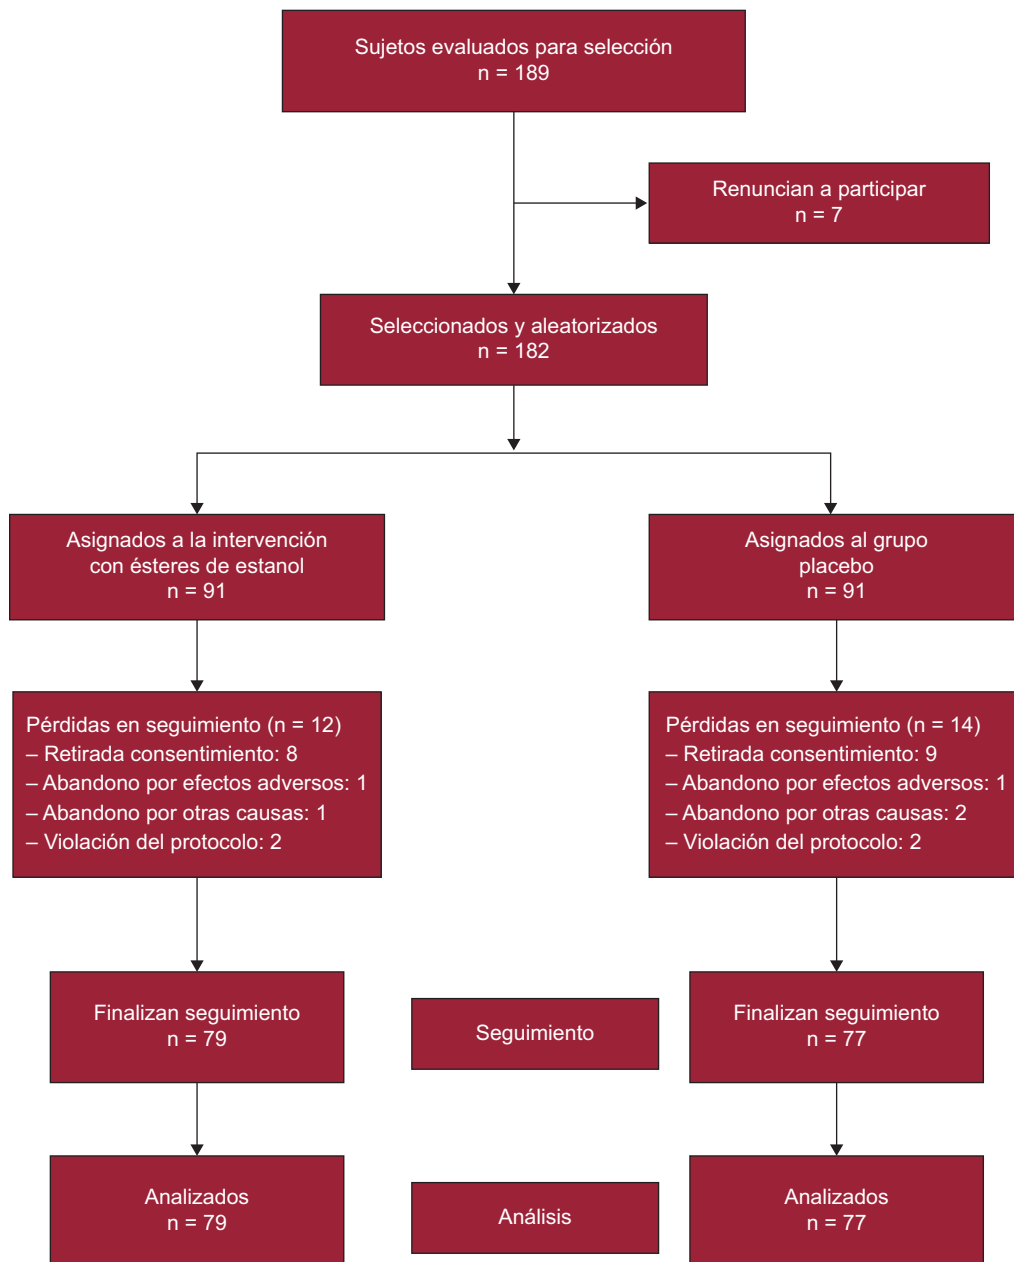 Sujetos evaluados para selección
n = 189
Renuncian a participar
n = 7
Seleccionados y aleatorizados
n = 182
Asignados a la intervención
con ésteres de estanol
n = 91
Asignados al grupo
placebo
n = 91
Pérdidas en seguimiento (n = 12)
– Retirada consentimiento: 8
– Abandono por efectos adversos: 1
– Abandono por otras causas: 1
– Violación del protocolo: 2
Pérdidas en seguimiento (n = 14)
– Retirada consentimiento: 9
– Abandono por efectos adversos: 1
– Abandono por otras causas: 2
– Violación del protocolo: 2
Finalizan seguimiento
n = 79
Seguimiento
Finalizan seguimiento
n = 77
Analizados
n = 79
Análisis
Analizados
n = 77